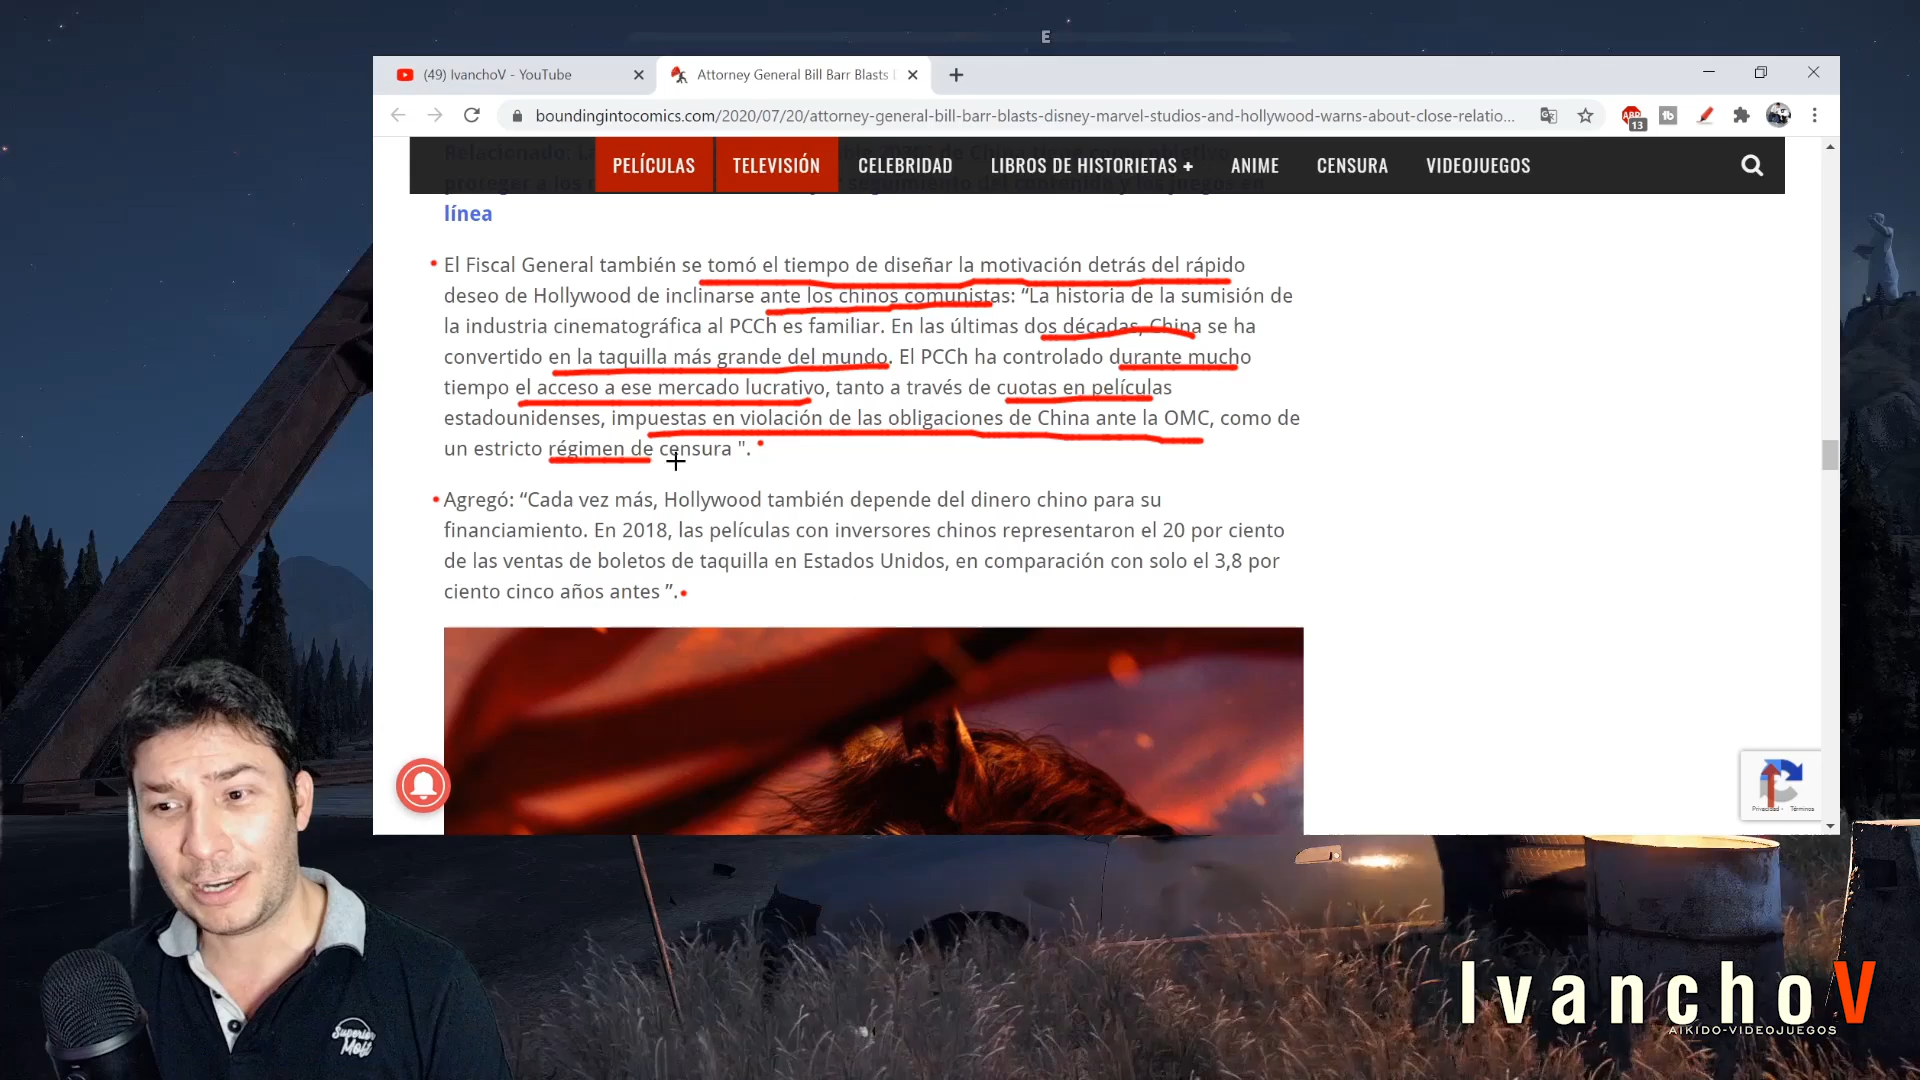 E
(49) IvanchoV - YouTube
Attorney General Bill Barr Blasts
boundingintocomics.com/2020/07/20/attorney-general-bill-barr-blasts-disney-marvel-studios-and-hollywood-warns-about-close-relatio...
13
PELÍCULAS TELEVISIÓN CELEBRIDAD LIBROS DE HISTORIETAS + ANIME CENSURA VIDEOJUEGOS
línea
El Fiscal General también se tomó el tiempo de diseñar la motivación detrás del rápido
deseo de Hollywood de inclinarse ante los chinos comunistas: “La historia de la sumisión de
la industria cinematográfica al PCCh es familiar. En las últimas dos décadas, China se ha
convertido en la taquilla más grande del mundo. El PCCh ha controlado durante mucho
tiempo el acceso a ese mercado lucrativo, tanto a través de cuotas en películas
estadounidenses, impuestas en violación de las obligaciones de China ante la OMC, como de
un estricto régimen de censura ".
Agregó: “Cada vez más, Hollywood también depende del dinero chino para su
financiamiento. En 2018, las películas con inversores chinos representaron el 20 por ciento
de las ventas de boletos de taquilla en Estados Unidos, en comparación con solo el 3,8 por
ciento cinco años antes ”.
Privacidad - Términos
Superior
Moft
IvanchoV
AIKIDO-VIDEOJUEGOS